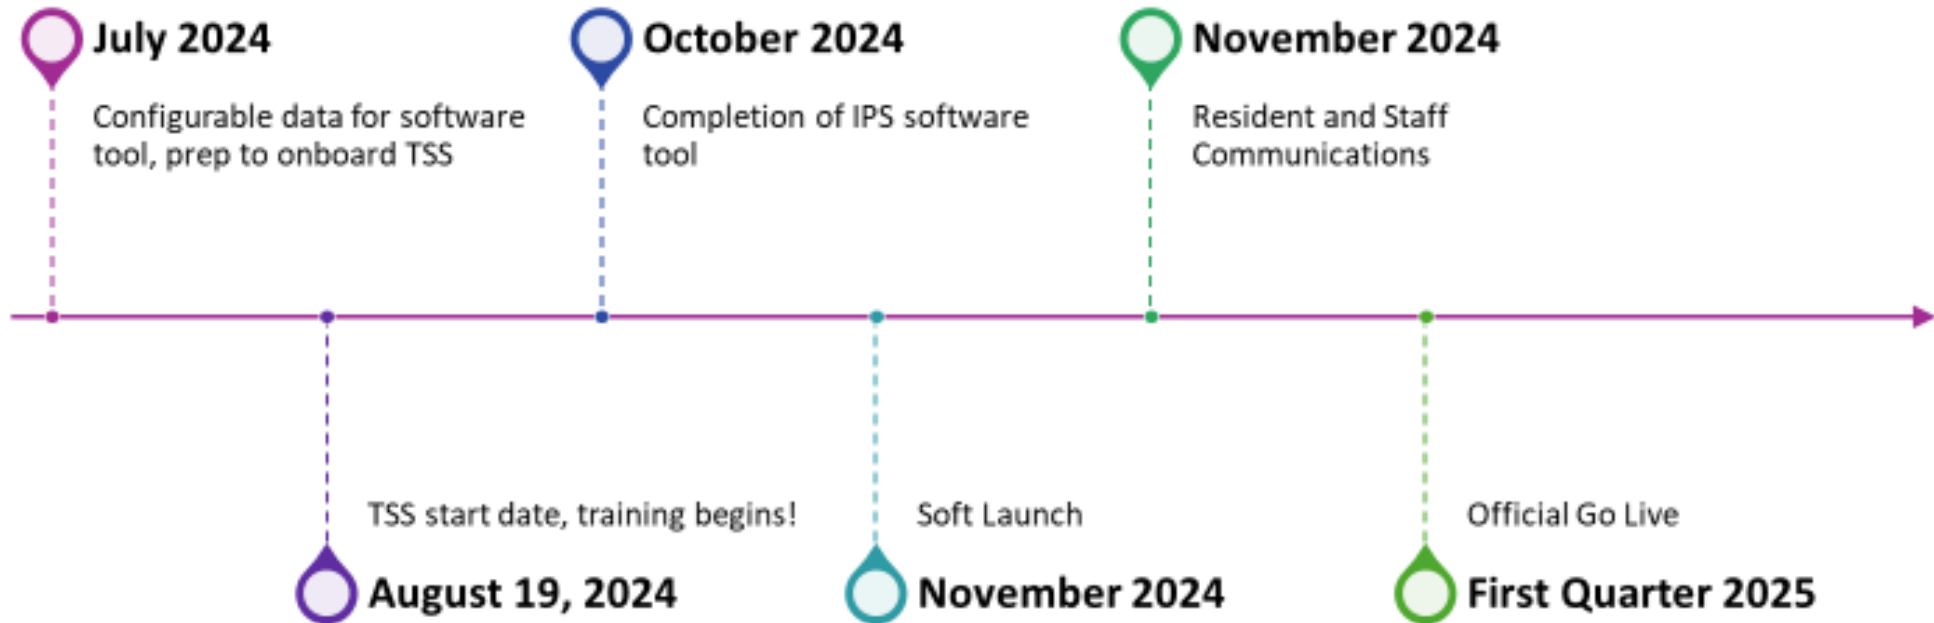 July 2024
Configurable data for software
tool, prep to onboard TSS
TSS start date, training begins!
August 19, 2024
October 2024
Completion of IPS software
tool
Soft Launch
November 2024
November 2024
Resident and Staff
Communications
Official Go Live
First Quarter 2025